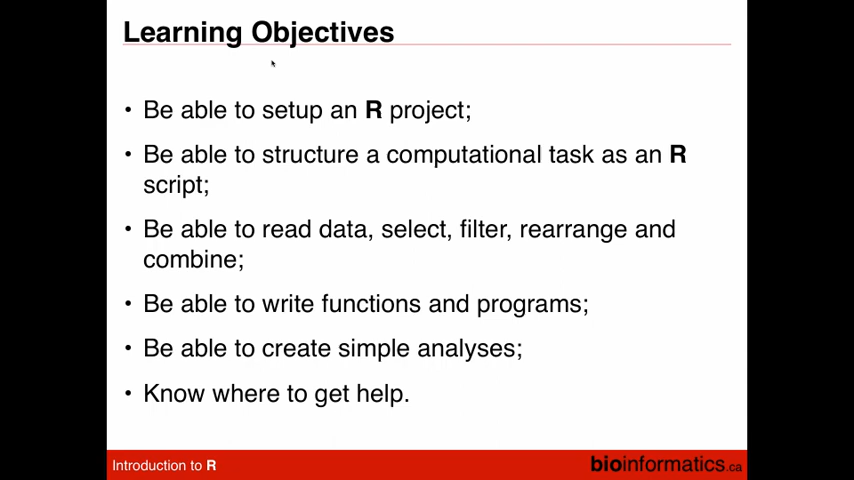 Learning Objectives
• Be able to setup an R project;
• Be able to structure a computational task as an R
script;
• Be able to read data, select, filter, rearrange and
combine;
• Be able to write functions and programs;
• Be able to create simple analyses;
• Know where to get help.
Introduction to R
bioinformatics.ca